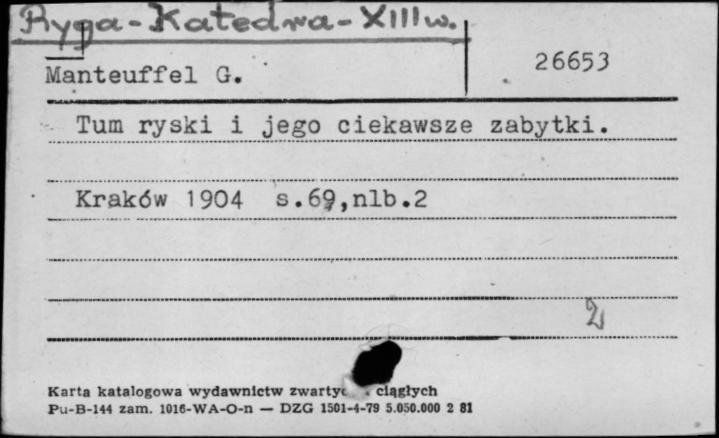 Ryga - Katedra - XIII w.
Manteuffel G.
26653
Tum ryski i jego ciekawsze zabytki.
Kraków 1904 s.69,nlb.2
2
Karta katalogowa wydawnictw ciągłych
Pu-B-144 zam. 1016-WA-O-n — DZG 1501-4-79 5.050.000 2 81